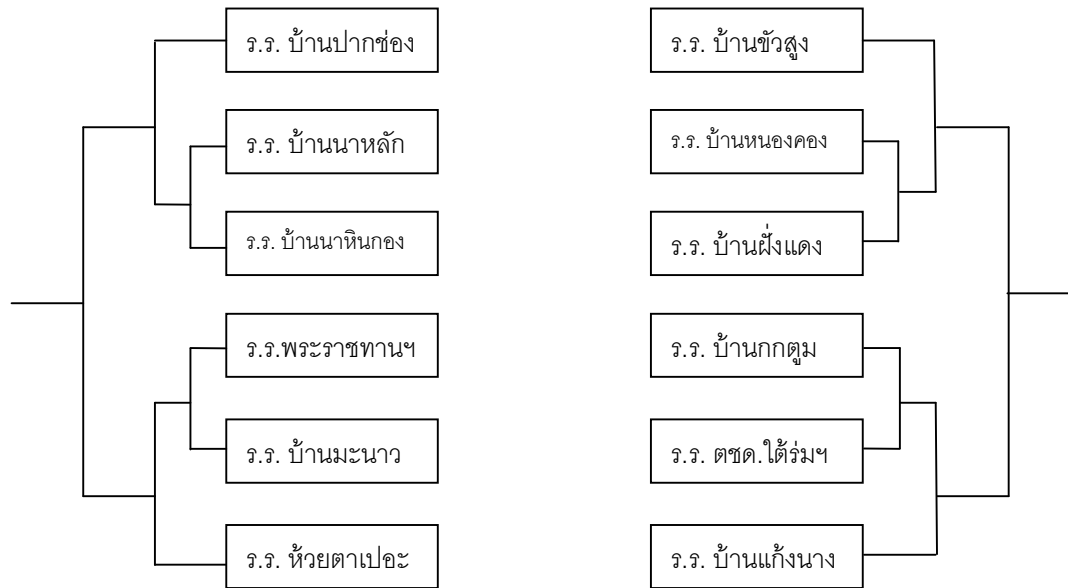 ร.ร. บ้านปากช่อง
ร.ร. บ้านนาหลัก
ร.ร. บ้านนาหินกอง
ร.ร.พระราชทานฯ
ร.ร. บ้านมะนาว
ร.ร. ห้วยตาเปอะ
ร.ร. บ้านขัวสูง
ร.ร. บ้านหนองคอง
ร.ร. บ้านฝั่งแดง
ร.ร. บ้านกกตูม
ร.ร. ตชด.ใต้ร่มฯ
ร.ร. บ้านแก้งนาง